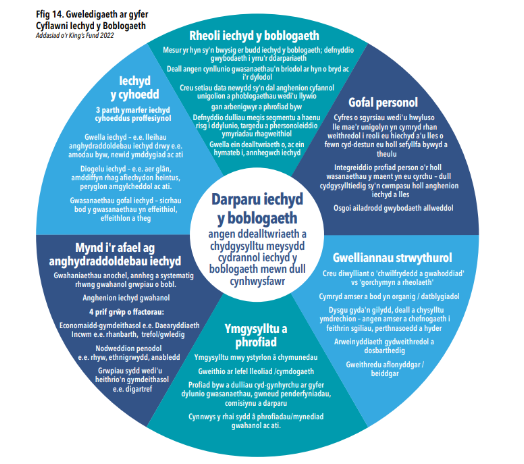 Ffig 14. Gweledigaeth ar gyfer
Cyflawni Iechyd y Boblogaeth
Addasiad o'r King's Fund 2022
Rheoli iechyd y boblogaeth
Mesur yr hyn sy'n bwysig er budd iechyd y boblogaeth; defnyddio
gwybodaeth i yrru'r ddarpariaeth
Deall angen cynllunio gwasanaethau'n briodol ar hyn o bryd ac
i'r dyfodol
Creu setiau data newydd sy'n dal anghenion cyfannol
unigolion a phoblogaethau wedi'u llywio
gan arbenigwyr a phrofiad byw
Defnyddio dulliau megis segmentu a haenu
risg i ddylunio, targedu a phersonoleiddio
ymyriadau rhagweithiol
Gwella ein dealltwriaeth o, ac ein
hymateb i, annhegwch iechyd
Gofal personol
Cyfres o sgyrsiau wedi'u hwyluso
lle mae'r unigolyn yn cymryd rhan
weithredol i reoli eu hiechyd a'u lles o
fewn cyd-destun eu holl sefyllfa bywyd a
theulu
Integreiddio profiad person o'r holl
wasanaethau y maent yn eu cyrchu – dull
cydgysylltiedig sy'n cwmpasu holl anghenion
iechyd a lles
Osgoi ailadrodd gwybodaeth allweddol
Gwelliannau strwythurol
Creu diwylliant o 'chwilfrydedd a gwahoddiad'
vs 'gorchymyn a rheolaeth'
Cymryd amser a bod yn organig / datblygiadol
Dysgu gyda'n gilydd, deall a chysylltu
ymdrechion – angen amser a chefnogaeth i
feithrin sgiliau, perthnasoedd a hyder
Arweinyddiaeth gydweithredol a
dosbarthedig
Gweithredu aflonyddgar /
beiddgar
Ymgysylltu a
phrofiad
Ymgysylltu mwy ystyrlon â chymunedau
Gweithio ar lefel lleoliad /cymdogaeth
Profiad byw a dulliau cyd-gynhyrchu ar gyfer
dylunio gwasanaethau, gwneud penderfyniadau,
comisiynu a darparu
Cynnwys y rhai sydd â phrofiadau/mynediad
gwahanol ac ati.
Mynd i'r afael ag
anghydraddoldebau iechyd
Gwahaniaethau anochel, annheg a systematig
rhwng gwahanol grwpiau o bobl.
Anghenion iechyd gwahanol
4 prif grŵp o ffactorau:
Economaidd-gymdeithasol e.e. Daearyddiaeth
Incwm e.e. rhanbarth, trefol/gwledig
Nodweddion penodol
e.e. rhyw, ethnigrwydd, anabledd
Grwpiau sydd wedi'u
heithrio'n gymdeithasol
e.e. digartref
Iechyd
y cyhoedd
3 parth ymarfer iechyd
cyhoeddus proffesiynol
Gwella iechyd – e.e. lleihau
anghydraddoldebau iechyd drwy e.e.
amodau byw, newid ymddygiad ac ati
Diogelu iechyd - e.e. aer glân,
amddiffyn rhag afiechydon heintus,
peryglon amgylcheddol ac ati.
Gwasanaethau gofal iechyd – sicrhau
bod y gwasanaethau yn effeithiol,
effeithlon a theg
Darparu iechyd
y boblogaeth
angen ddealltwriaeth a
chydgysylltu meysydd
cydrannol iechyd y
boblogaeth mewn dull
cynhwysfawr